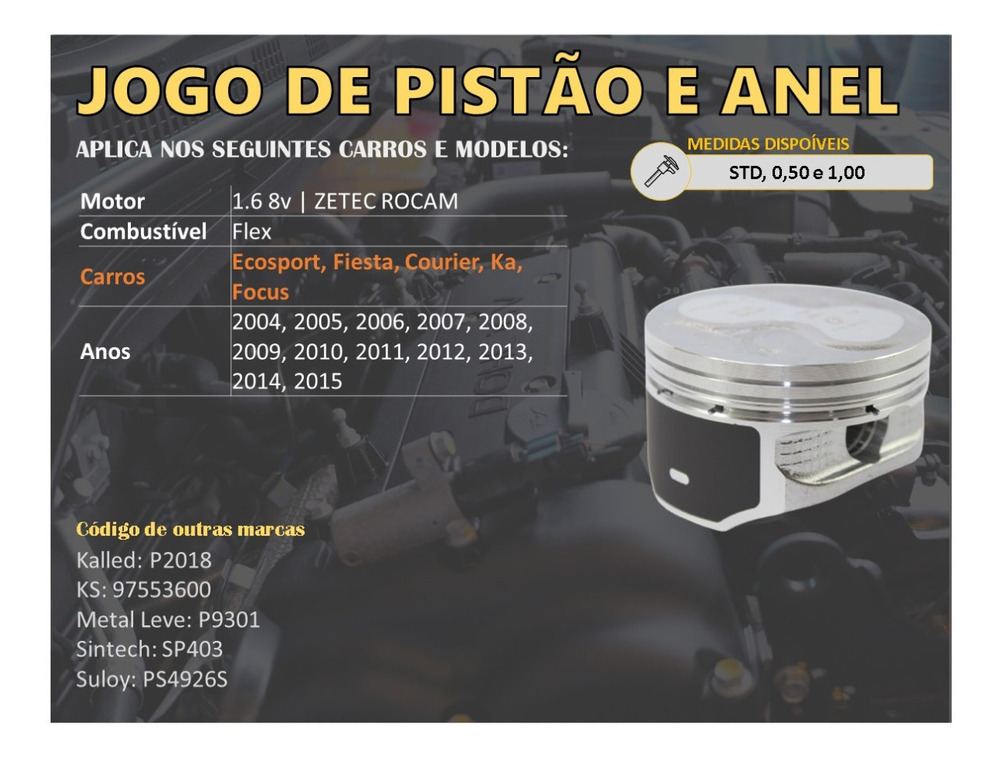 JOGO DE PISTÃO E ANEL
APLICA NOS SEGUINTES CARROS E MODELOS:
MEDIDAS DISPOÍVEIS
STD, 0,50 e 1,00
Motor 1.6 8v | ZETEC ROCAM
Combustível Flex
Carros Ecosport, Fiesta, Courier, Ka,
Focus
Anos 2004, 2005, 2006, 2007, 2008,
2009, 2010, 2011, 2012, 2013,
2014, 2015
Código de outras marcas
Kalled: P2018
KS: 97553600
Metal Leve: P9301
Sintech: SP403
Suloy: PS4926S